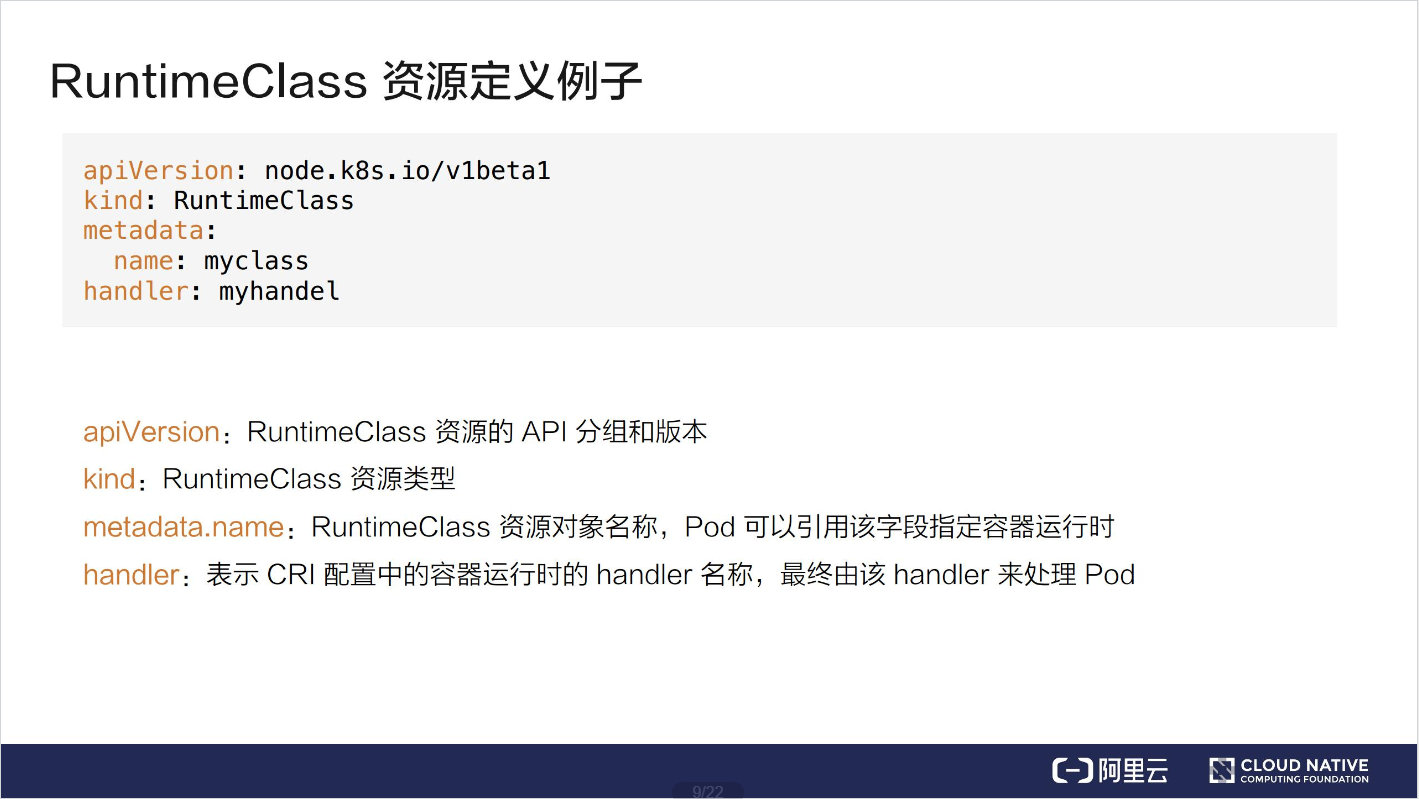 RuntimeClass 资源定义例子
apiVersion: node.k8s.io/v1beta1
kind: RuntimeClass
metadata:
  name: myclass
handler: myhandel
apiVersion：RuntimeClass 资源的 API 分组和版本
kind：RuntimeClass 资源类型
metadata.name：RuntimeClass 资源对象名称，Pod 可以引用该字段指定容器运行时
handler：表示 CRI 配置中的容器运行时的 handler 名称，最终由该 handler 来处理 Pod
阿里云
CLOUD NATIVE
COMPUTING FOUNDATION
9/22